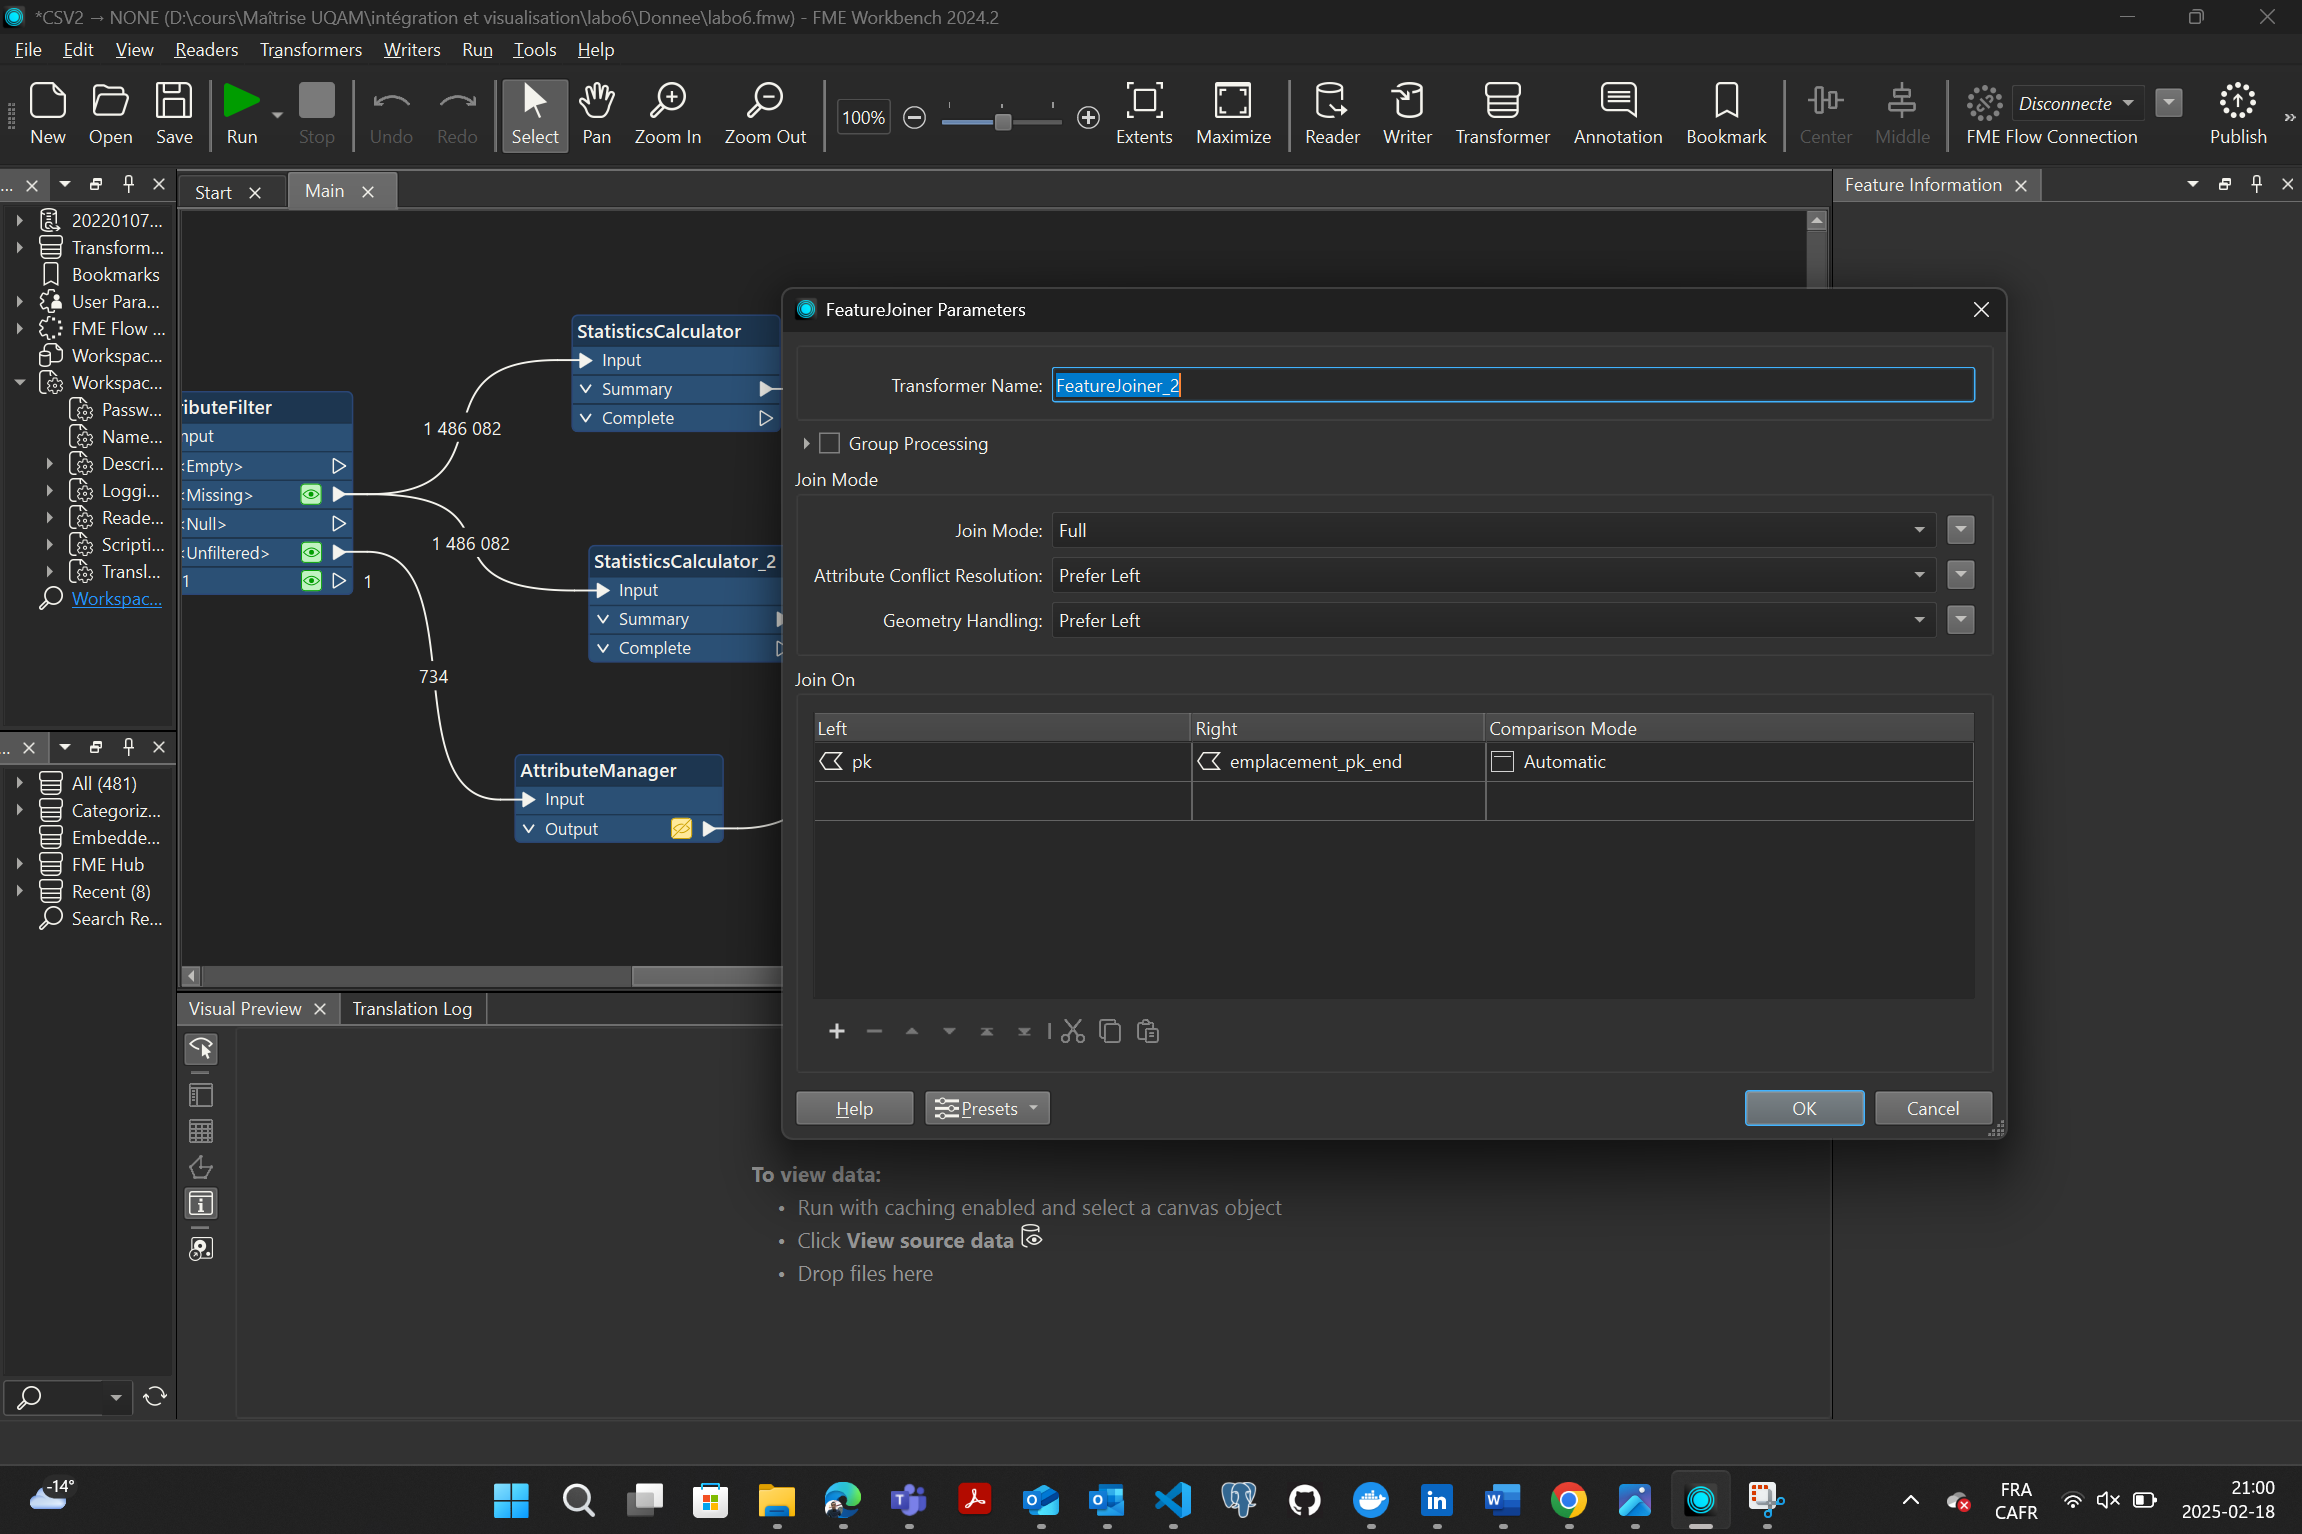 *CSV2 → NONE (D:\cours\Maîtrise UQAM\intégration et visualisation\labo6\Donnee\labo6.fmw) - FME Workbench 2024.2
File Edit View Readers Transformers Writers Run Tools Help
New Open Save Run Stop Undo Redo Select Pan Zoom In Zoom Out 100% Extents Maximize Reader Writer Transformer Annotation Bookmark Center Middle Disconnecte FME Flow Connection Publish »
...
Start
Main
Feature Information
20220107...
Transform...
Bookmarks
User Para...
FME Flow ...
Workspac...
Workspac...
Passw...
Name...
Descri...
Loggi...
Reade...
Scripti...
Transl...
Workspac...
...
All (481)
Categoriz...
Embedde...
FME Hub
Recent (8)
Search Re...
ributeFilter
nput
<Empty>
<Missing>
<Null>
<Unfiltered>
1
1
1 486 082
1 486 082
734
StatisticsCalculator
Input
Summary
Complete
StatisticsCalculator_2
Input
Summary
Complete
AttributeManager
Input
Output
FeatureJoiner Parameters
Transformer Name: FeatureJoiner_2
Group Processing
Join Mode
Join Mode: Full
Attribute Conflict Resolution: Prefer Left
Geometry Handling: Prefer Left
Join On
Left Right Comparison Mode
pk emplacement_pk_end Automatic
Help Presets OK Cancel
Visual Preview
Translation Log
To view data:
• Run with caching enabled and select a canvas object
• Click View source data
• Drop files here
-14°
FRA
CAFR
21:00
2025-02-18